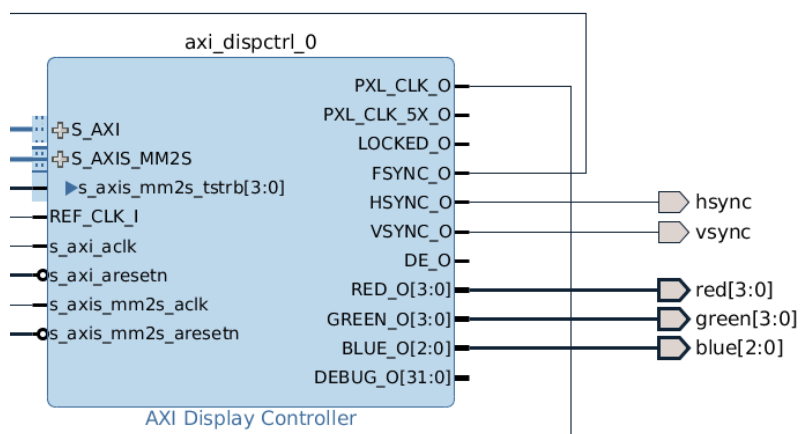 axi_dispctrl_0
S_AXI
S_AXIS_MM2S
s_axis_mm2s_tstrb[3:0]
REF_CLK_I
s_axi_aclk
s_axi_aresetn
s_axis_mm2s_aclk
s_axis_mm2s_aresetn
PXL_CLK_O
PXL_CLK_5X_O
LOCKED_O
FSYNC_O
HSYNC_O
VSYNC_O
DE_O
RED_O[3:0]
GREEN_O[3:0]
BLUE_O[2:0]
DEBUG_O[31:0]
hsync
vsync
red[3:0]
green[3:0]
blue[2:0]
AXI Display Controller